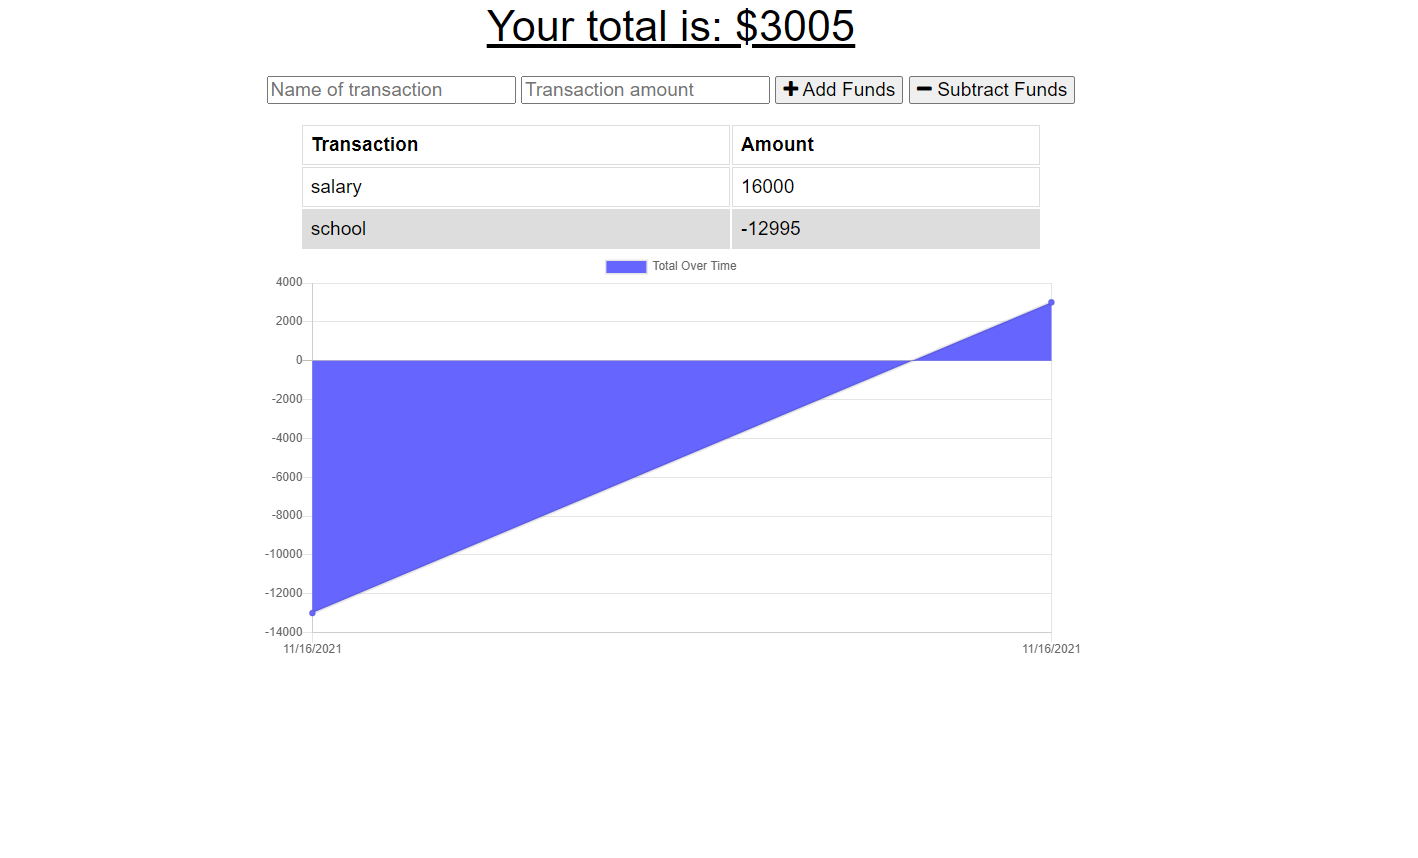 Your total is: $3005
Name of transaction Transaction amount Add Funds Subtract Funds
Transaction Amount
salary 16000
school -12995
Total Over Time
4000
2000
0
-2000
-4000
-6000
-8000
-10000
-12000
-14000
11/16/2021 11/16/2021